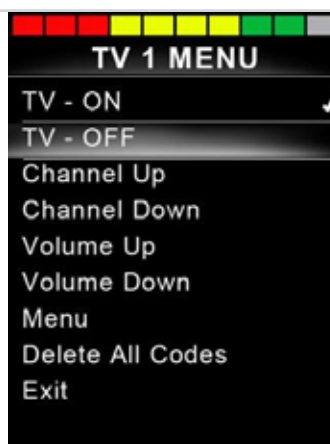 TV 1 MENU
TV - ON
TV - OFF
Channel Up
Channel Down
Volume Up
Volume Down
Menu
Delete All Codes
Exit